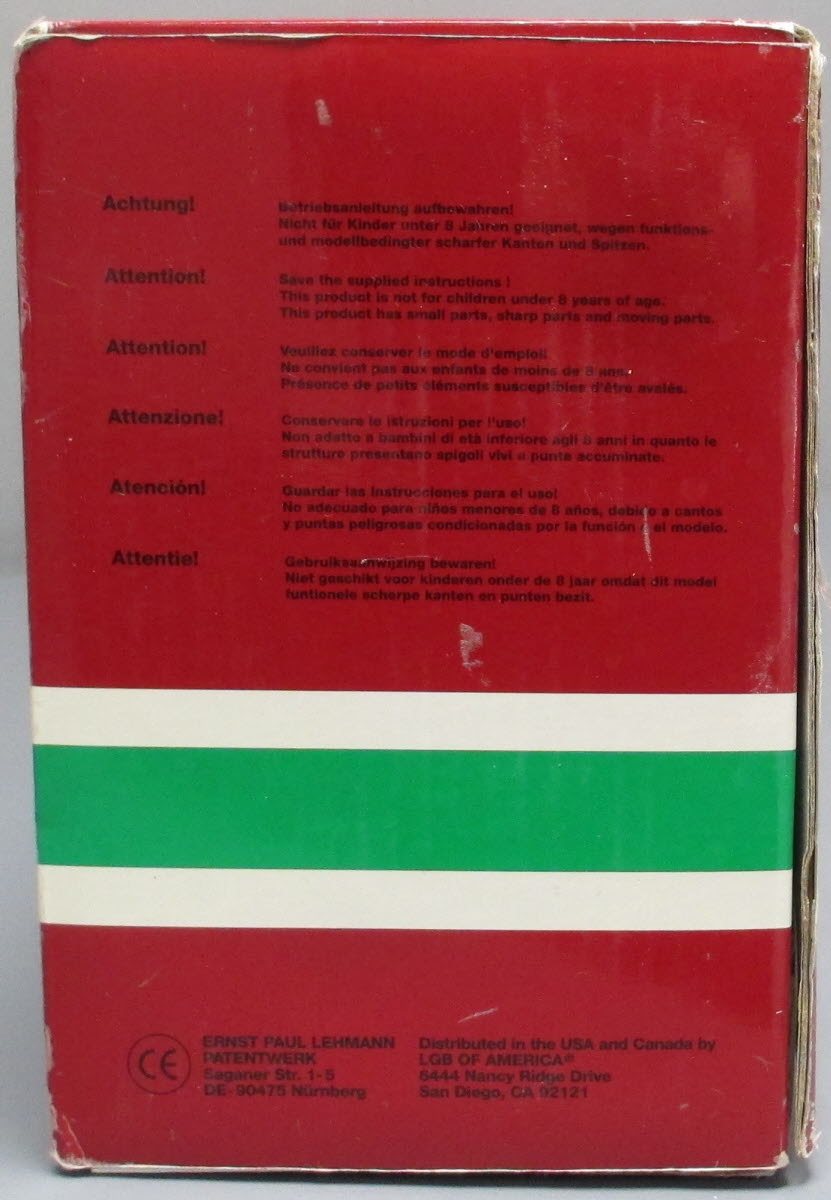 Achtung!
Betriebsanleitung aufbewahren!
Nicht für Kinder unter 8 Jahren geeignet, wegen funktions-
und modellbedingter scharfer Kanten und Spitzen.
Attention!
Save the supplied instructions !
This product is not for children under 8 years of age.
This product has small parts, sharp parts and moving parts.
Attention!
Veuillez conserver le mode d'emploi!
Ne convient pas aux enfants de moins de 8 ans.
Présence de petits éléments susceptibles d'être avalés.
Attenzione!
Conservare le istruzioni per l'uso!
Non adatto a bambini di età inferiore agli 8 anni in quanto le
strutture presentano spigoli vivi e punte accuminate.
Atención!
Guardar las instrucciones para el uso!
No adecuado para niños menores de 8 años, debido a cantos
y puntas peligrosas condicionadas por la función el modelo.
Attentie!
Gebruiksaanwijzing bewaren!
Niet geschikt voor kinderen onder de 8 jaar omdat dit model
funtionele scherpe kanten en punten bezit.
CE
ERNST PAUL LEHMANN
PATENTWERK
Saganer Str. 1-5
DE-90475 Nürnberg
Distributed in the USA and Canada by
LGB OF AMERICA®
6444 Nancy Ridge Drive
San Diego, CA 92121